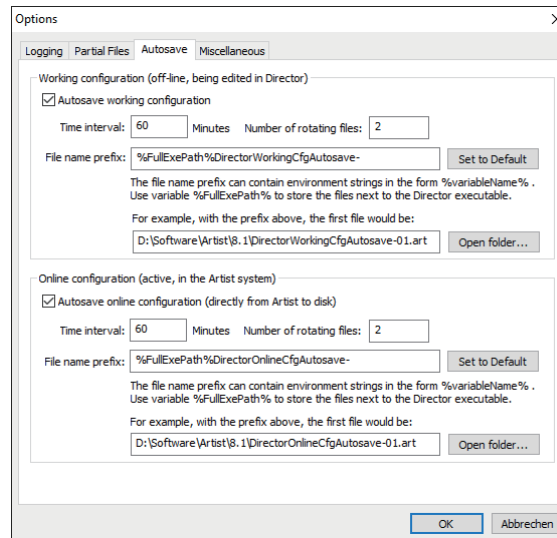 Options
Logging Partial Files Autosave Miscellaneous
Working configuration (off-line, being edited in Director)
Autosave working configuration
Time interval: 60 Minutes Number of rotating files: 2
File name prefix: %FullExePath%DirectorWorkingCfgAutosave- Set to Default
The file name prefix can contain environment strings in the form %variableName% .
Use variable %FullExePath% to store the files next to the Director executable.
For example, with the prefix above, the first file would be:
D:\Software\Artist\8.1\DirectorWorkingCfgAutosave-01.art Open folder...
Online configuration (active, in the Artist system)
Autosave online configuration (directly from Artist to disk)
Time interval: 60 Minutes Number of rotating files: 2
File name prefix: %FullExePath%DirectorOnlineCfgAutosave- Set to Default
The file name prefix can contain environment strings in the form %variableName% .
Use variable %FullExePath% to store the files next to the Director executable.
For example, with the prefix above, the first file would be:
D:\Software\Artist\8.1\DirectorOnlineCfgAutosave-01.art Open folder...
OK Abbrechen